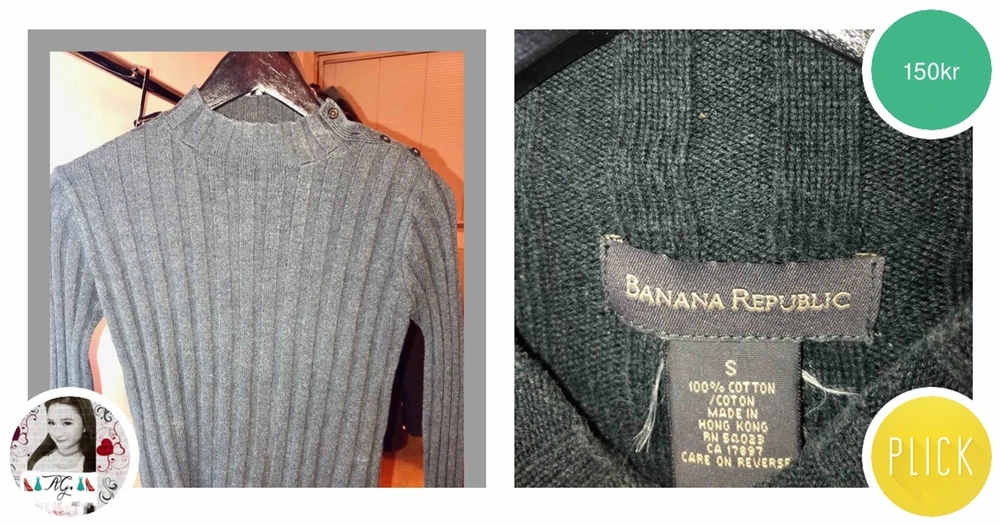 150kr
BANANA REPUBLIC
S
100% COTTON
/COTON
MADE IN
HONG KONG
RN 54023
CA 17897
CARE ON REVERSE
A.G.
PLICK